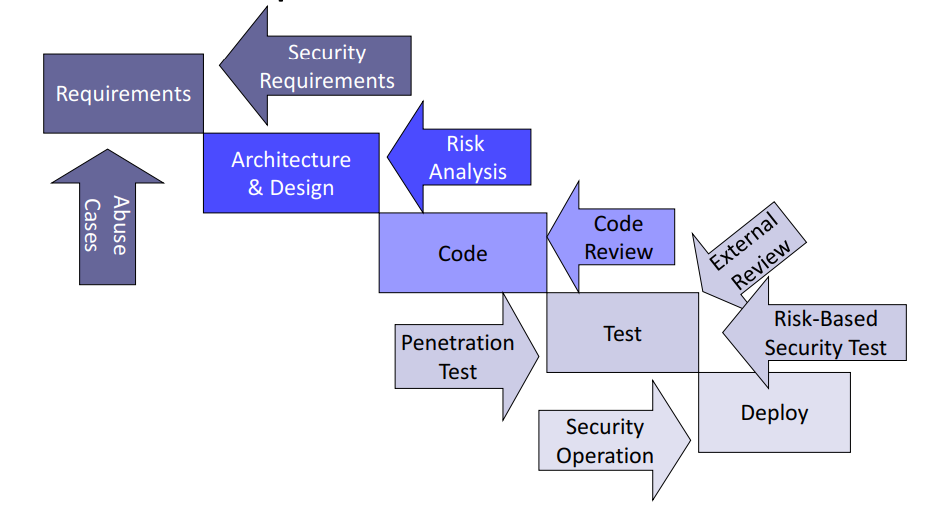 Security
Requirements
Requirements
Architecture
& Design
Risk
Analysis
Abuse
Cases
Code
Code
Review
External
Review
Penetration
Test
Test
Risk-Based
Security Test
Security
Operation
Deploy